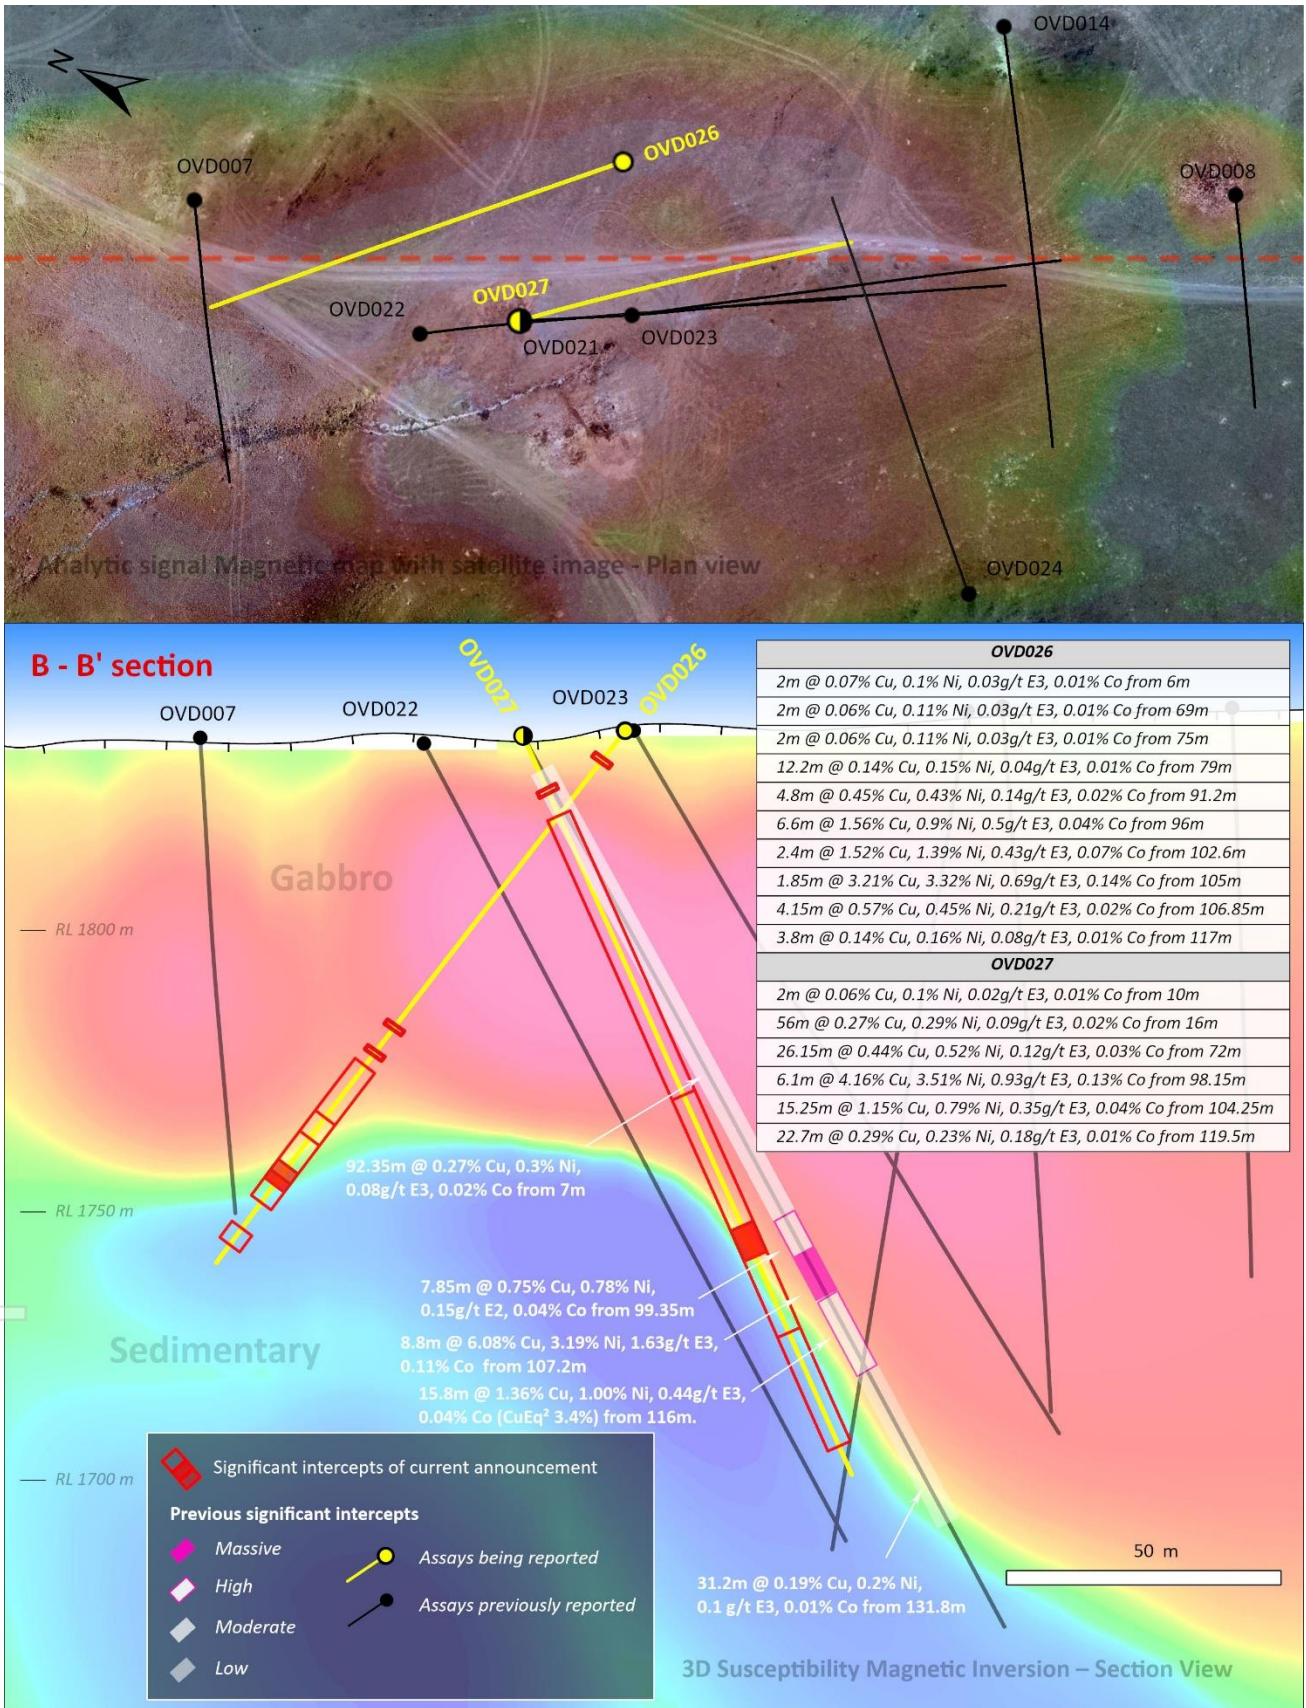 N
OVD014
OVD026
OVD007
OVD008
OVD027
OVD022
OVD021
OVD023
Analytic signal Magnetic map with satellite image - Plan view
OVD024
B - B' section
OVD027
OVD026
OVD023
OVD022
OVD007
OVD026
2m @ 0.07% Cu, 0.1% Ni, 0.03g/t E3, 0.01% Co from 6m
2m @ 0.06% Cu, 0.11% Ni, 0.03g/t E3, 0.01% Co from 69m
2m @ 0.06% Cu, 0.11% Ni, 0.03g/t E3, 0.01% Co from 75m
12.2m @ 0.14% Cu, 0.15% Ni, 0.04g/t E3, 0.01% Co from 79m
4.8m @ 0.45% Cu, 0.43% Ni, 0.14g/t E3, 0.02% Co from 91.2m
6.6m @ 1.56% Cu, 0.9% Ni, 0.5g/t E3, 0.04% Co from 96m
2.4m @ 1.52% Cu, 1.39% Ni, 0.43g/t E3, 0.07% Co from 102.6m
1.85m @ 3.21% Cu, 3.32% Ni, 0.69g/t E3, 0.14% Co from 105m
4.15m @ 0.57% Cu, 0.45% Ni, 0.21g/t E3, 0.02% Co from 106.85m
3.8m @ 0.14% Cu, 0.16% Ni, 0.08g/t E3, 0.01% Co from 117m
OVD027
2m @ 0.06% Cu, 0.1% Ni, 0.02g/t E3, 0.01% Co from 10m
56m @ 0.27% Cu, 0.29% Ni, 0.09g/t E3, 0.02% Co from 16m
26.15m @ 0.44% Cu, 0.52% Ni, 0.12g/t E3, 0.03% Co from 72m
6.1m @ 4.16% Cu, 3.51% Ni, 0.93g/t E3, 0.13% Co from 98.15m
15.25m @ 1.15% Cu, 0.79% Ni, 0.35g/t E3, 0.04% Co from 104.25m
22.7m @ 0.29% Cu, 0.23% Ni, 0.18g/t E3, 0.01% Co from 119.5m
Gabbro
RL 1800 m
92.35m @ 0.27% Cu, 0.3% Ni,
0.08g/t E3, 0.02% Co from 7m
RL 1750 m
7.85m @ 0.75% Cu, 0.78% Ni,
0.15g/t E2, 0.04% Co from 99.35m
Sedimentary
8.8m @ 6.08% Cu, 3.19% Ni, 1.63g/t E3,
0.11% Co from 107.2m
15.8m @ 1.36% Cu, 1.00% Ni, 0.44g/t E3,
0.04% Co (CuEq² 3.4%) from 116m.
RL 1700 m
Significant intercepts of current announcement
Previous significant intercepts
Massive
High
Moderate
Low
Assays being reported
Assays previously reported
50 m
31.2m @ 0.19% Cu, 0.2% Ni,
0.1 g/t E3, 0.01% Co from 131.8m
3D Susceptibility Magnetic Inversion – Section View